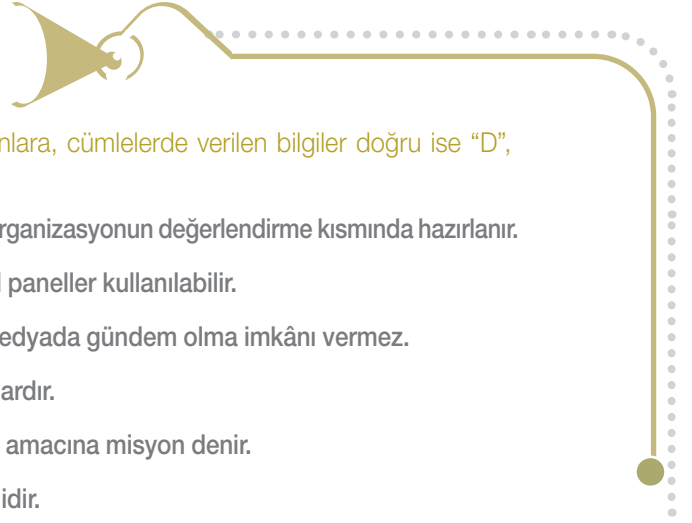 nlara, cümlelerde verilen bilgiler doğru ise “D”,
rganizasyonun değerlendirme kısmında hazırlanır.
paneller kullanılabilir.
edyada gündem olma imkânı vermez.
ardır.
amacına misyon denir.
idir.